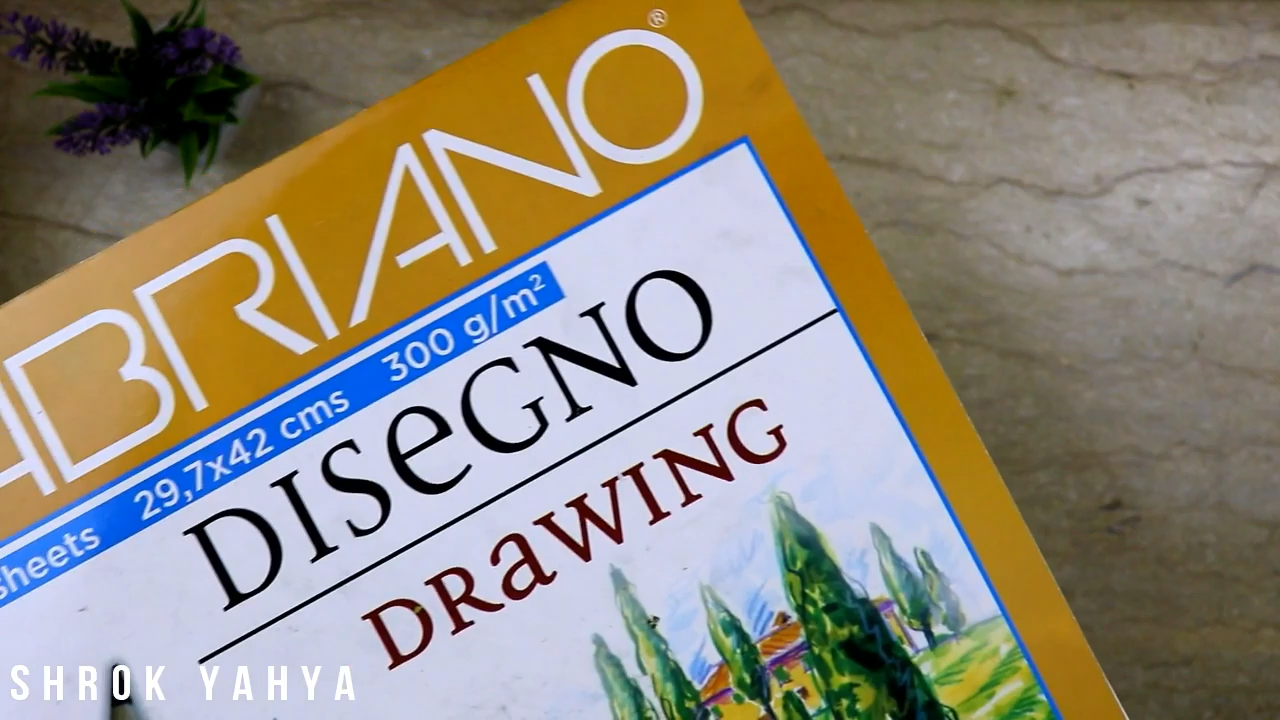 ABRIANO®
sheets 29,7x42 cms 300 g/m²
DISeGNO
DRaWING
SHROK YAHYA